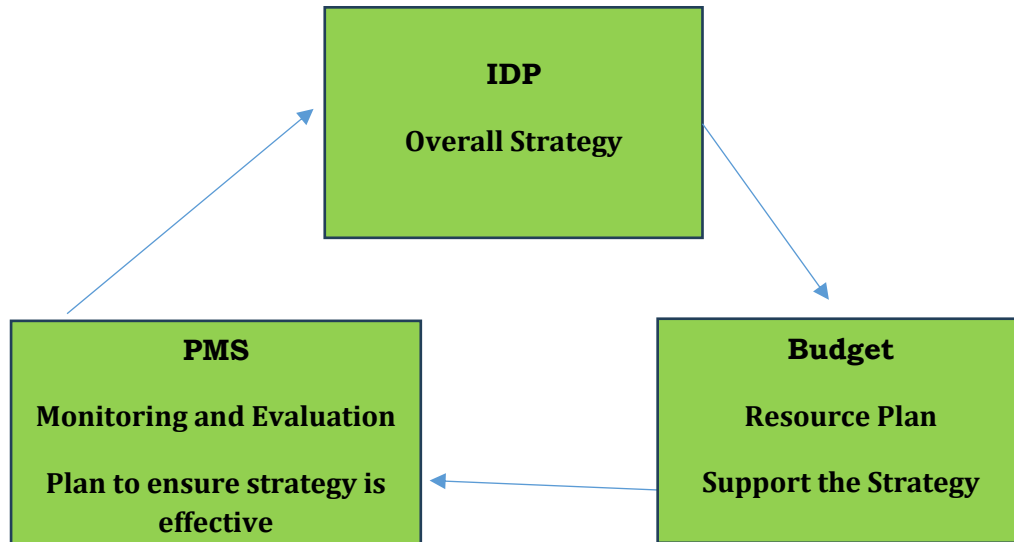 IDP
Overall Strategy
PMS
Monitoring and Evaluation
Plan to ensure strategy is
effective
Budget
Resource Plan
Support the Strategy